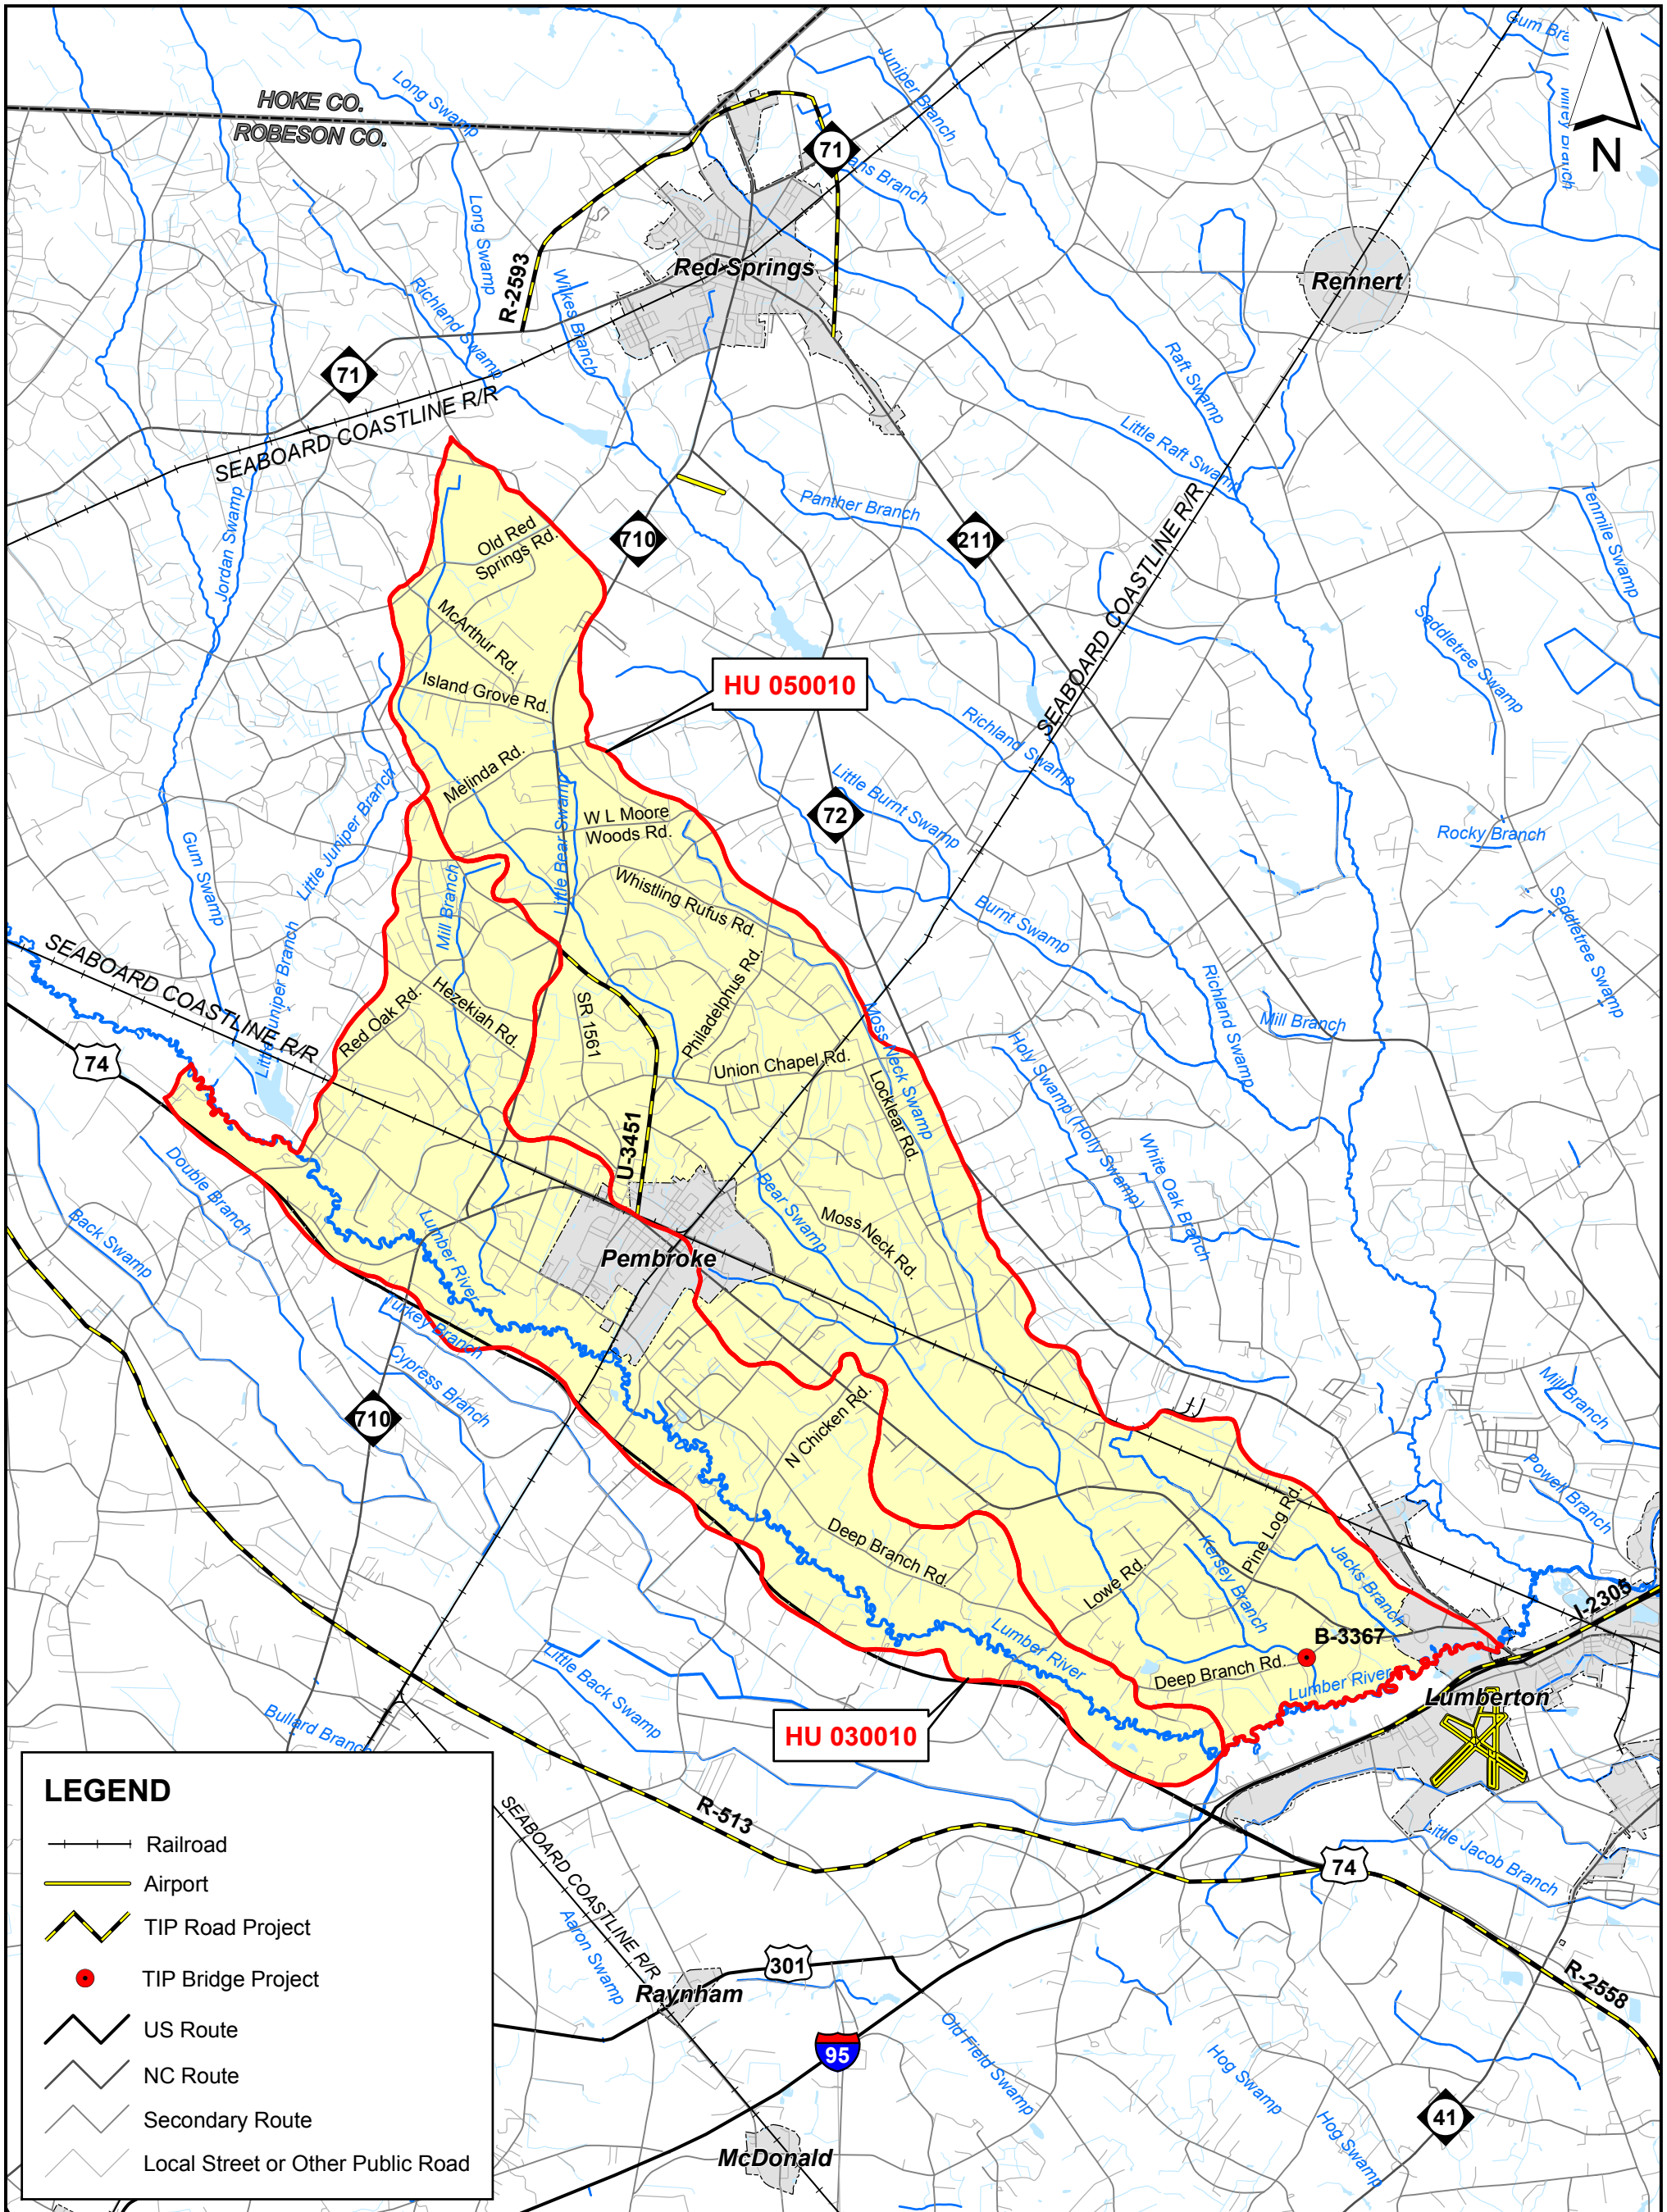 Gum Bra
Juniper Branch
Long Swamp
HOKE CO.
ROBESON CO.
Mirey Branch
N
71
ans Branch
Long Swamp
R-2593
Red Springs
Rennert
Richland Swamp
Wilkes Branch
71
SEABOARD COASTLINE R/R
Raft Swamp
Little Raft Swamp
Jordan Swamp
Old Red
Springs Rd.
710
Panther Branch
211
Tenmile Swamp
McArthur Rd.
Island Grove Rd.
HU 050010
SEABOARD COASTLINE R/R
Saddletree Swamp
Richland Swamp
Melinda Rd.
Little Juniper Branch
Little Bear Swamp
W L Moore
Woods Rd.
Little Burnt Swamp
72
Rocky Branch
Gum Swamp
Mill Branch
Whistling Rufus Rd.
Burnt Swamp
Saddletree Swamp
SEABOARD COASTLINE R/R
Little Juniper Branch
Red Oak Rd.
Hezekiah Rd.
SR 1561
Philadelphus Rd.
Richland Swamp
Mill Branch
74
Union Chapel Rd.
Moss Neck Swamp
Locklear Rd.
Holy Swamp (Holly Swamp)
White Oak Branch
U-3451
Double Branch
Back Swamp
Lumber River
Pembroke
Bear Swamp
Moss Neck Rd.
Turkey Branch
Cypress Branch
710
N Chicken Rd.
Mill Branch
Powell Branch
Deep Branch Rd.
Pine Log Rd.
Kersey Branch
Jacks Branch
Lowe Rd.
I-2305
Lumber River
B-3367
Deep Branch Rd.
Lumber River
Lumberton
Little Back Swamp
Bullard Branch
HU 030010
R-513
SEABOARD COASTLINE R/R
Little Jacob Branch
74
Aaron Swamp
301
Raynham
R-2558
Old Field Swamp
95
Hog Swamp
Hog Swamp
41
McDonald
LEGEND
Railroad
Airport
TIP Road Project
TIP Bridge Project
US Route
NC Route
Secondary Route
Local Street or Other Public Road